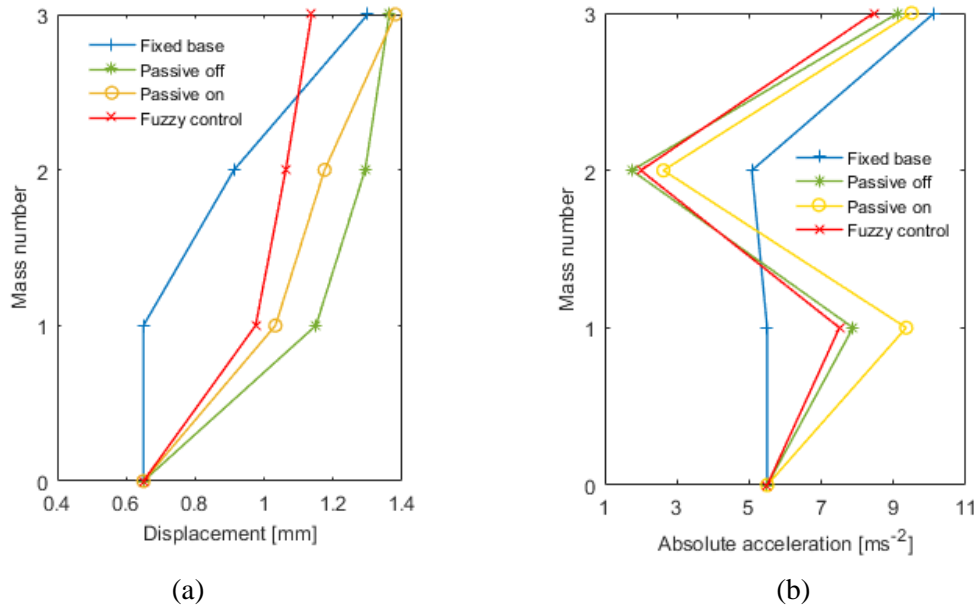 3
2
1
0
Mass number
Fixed base
Passive off
Passive on
Fuzzy control
0.4 0.6 0.8 1 1.2 1.4
Displacement [mm]
(a)
3
2
1
0
Mass number
Fixed base
Passive off
Passive on
Fuzzy control
1 3 5 7 9 11
Absolute acceleration [ms⁻²]
(b)